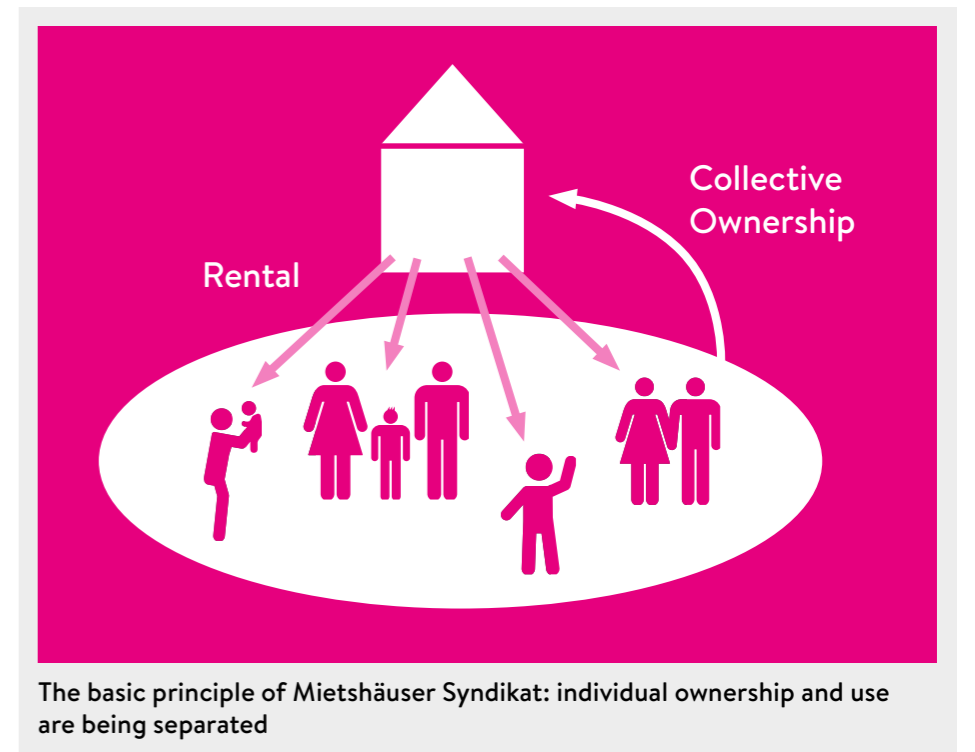 Collective
Ownership
Rental
The basic principle of Mietshäuser Syndikat: individual ownership and use
are being separated